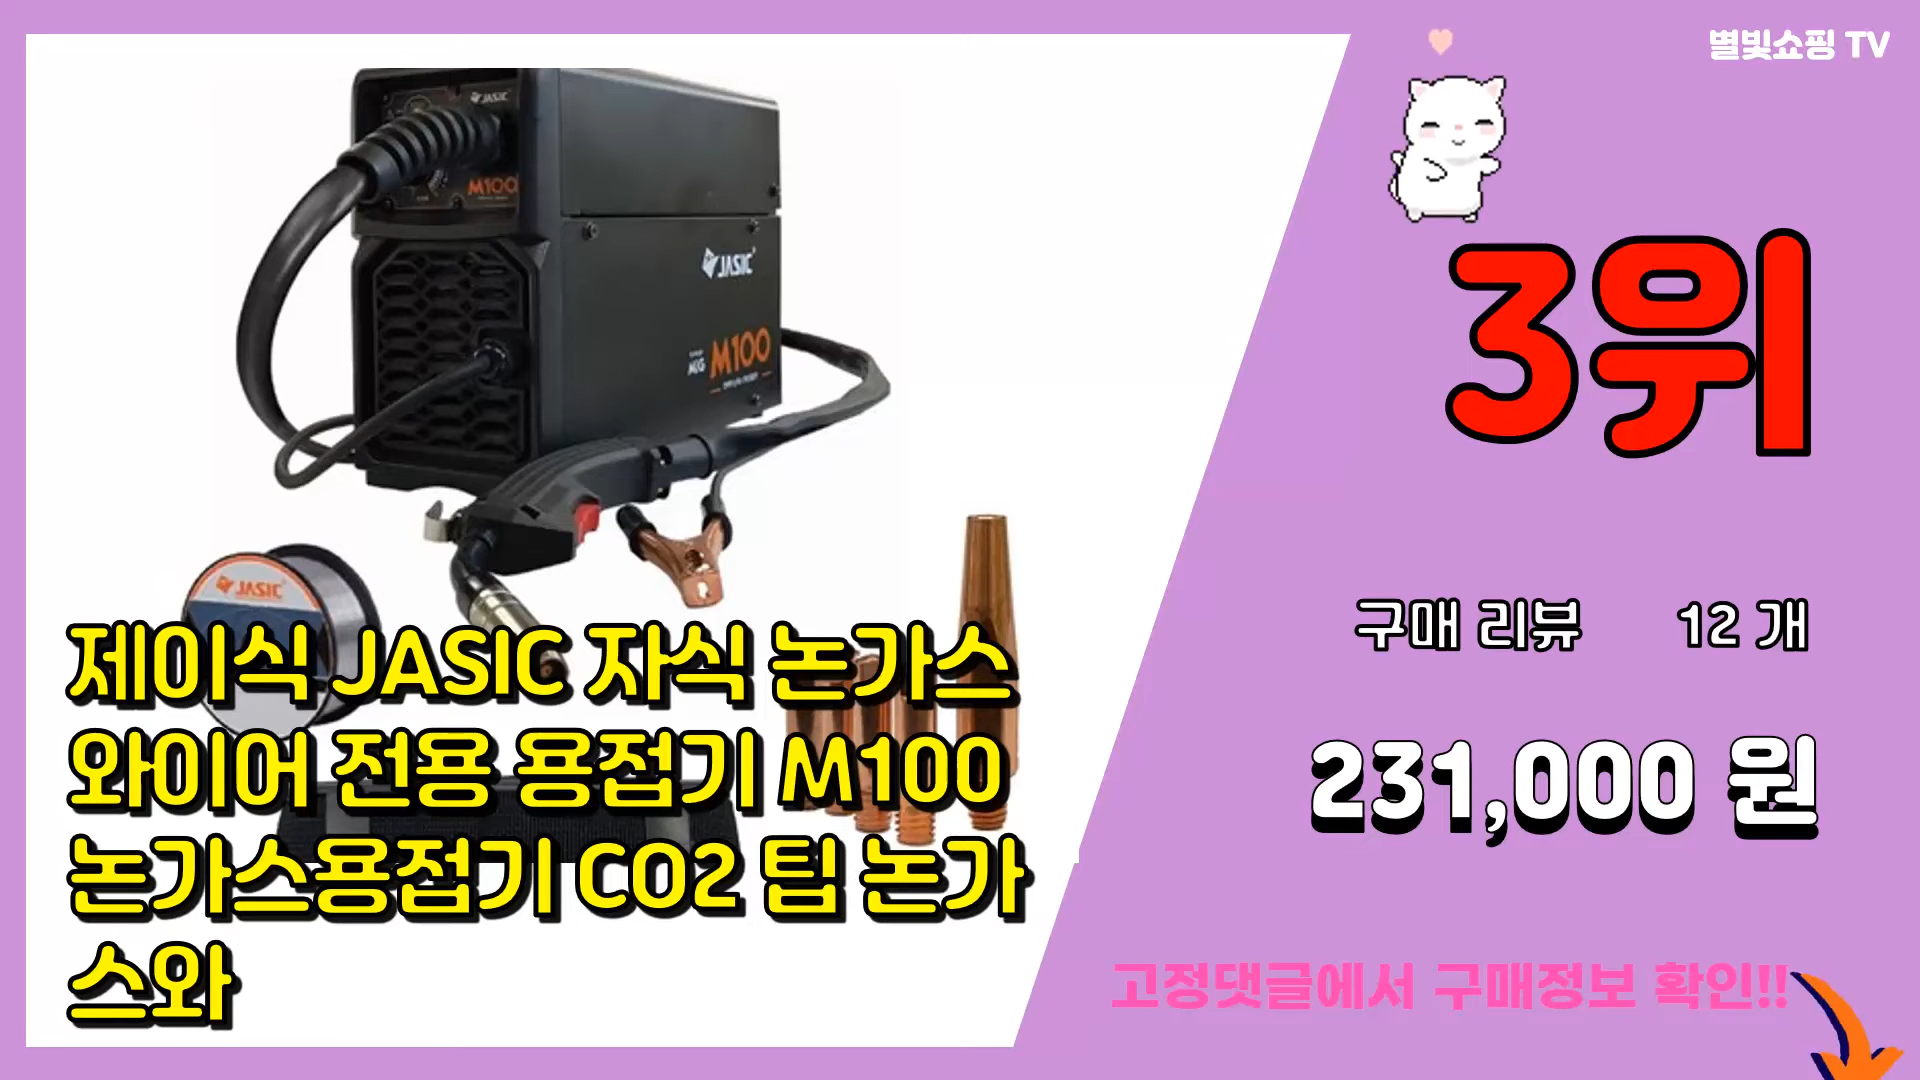 별빛쇼핑 TV
JASIC
M100
JASIC
MIG M100
JASIC
3위
구매 리뷰 12 개
231,000 원
제이식 JASIC 자식 논가스
와이어 전용 용접기 M100
논가스용접기 CO2 팁 논가
스와
고정댓글에서 구매정보 확인!!